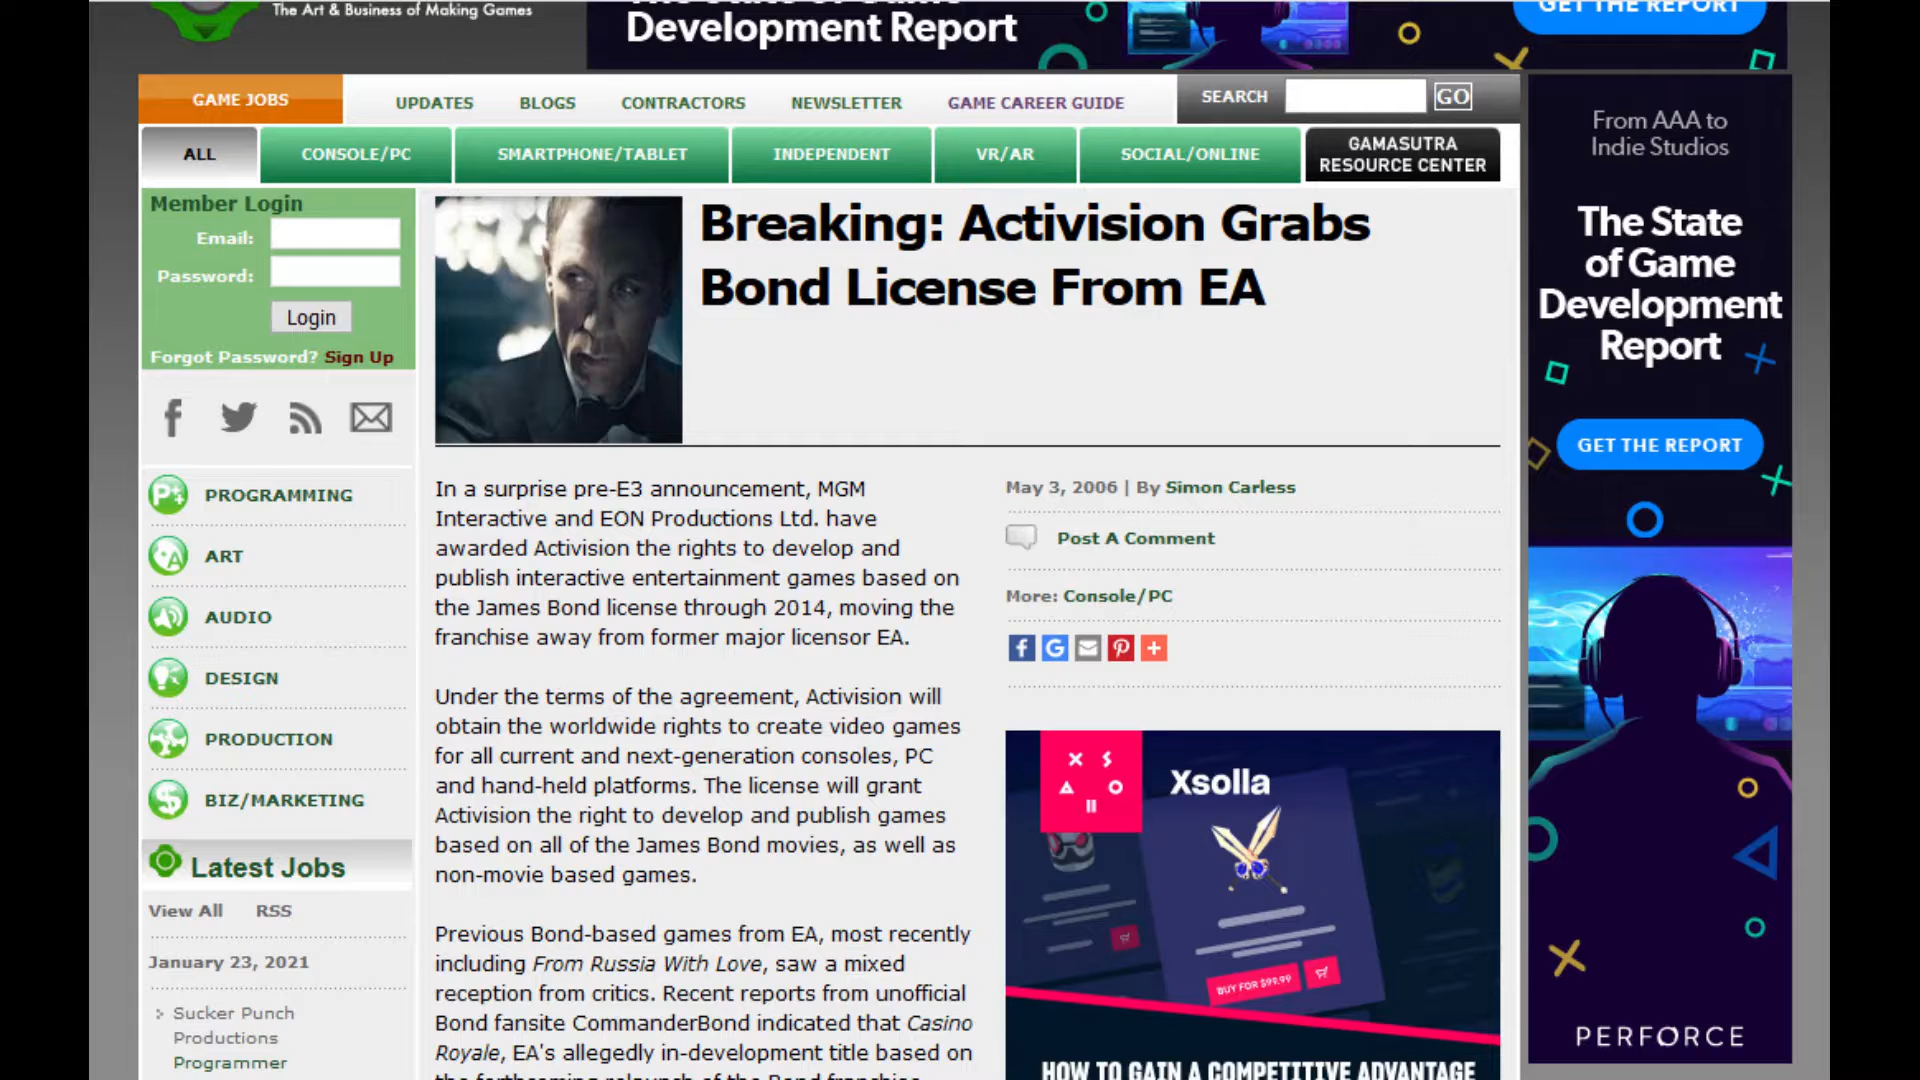 The Art & Business of Making Games
Development Report
GET THE REPORT
GAME JOBS
UPDATES
BLOGS
CONTRACTORS
NEWSLETTER
GAME CAREER GUIDE
SEARCH
GO
ALL
CONSOLE/PC
SMARTPHONE/TABLET
INDEPENDENT
VR/AR
SOCIAL/ONLINE
GAMASUTRA
RESOURCE CENTER
Member Login
Email:
Password:
Login
Forgot Password? Sign Up
PROGRAMMING
ART
AUDIO
DESIGN
PRODUCTION
BIZ/MARKETING
Latest Jobs
View All
RSS
January 23, 2021
Sucker Punch
Productions
Programmer
Breaking: Activision Grabs
Bond License From EA
In a surprise pre-E3 announcement, MGM
Interactive and EON Productions Ltd. have
awarded Activision the rights to develop and
publish interactive entertainment games based on
the James Bond license through 2014, moving the
franchise away from former major licensor EA.
Under the terms of the agreement, Activision will
obtain the worldwide rights to create video games
for all current and next-generation consoles, PC
and hand-held platforms. The license will grant
Activision the right to develop and publish games
based on all of the James Bond movies, as well as
non-movie based games.
Previous Bond-based games from EA, most recently
including From Russia With Love, saw a mixed
reception from critics. Recent reports from unofficial
Bond fansite CommanderBond indicated that Casino
Royale, EA's allegedly in-development title based on
May 3, 2006 | By Simon Carless
Post A Comment
More: Console/PC
Xsolla
BUY FOR $99.99
HOW TO GAIN A COMPETITIVE ADVANTAGE
From AAA to
Indie Studios
The State
of Game
Development
Report
GET THE REPORT
PERFORCE